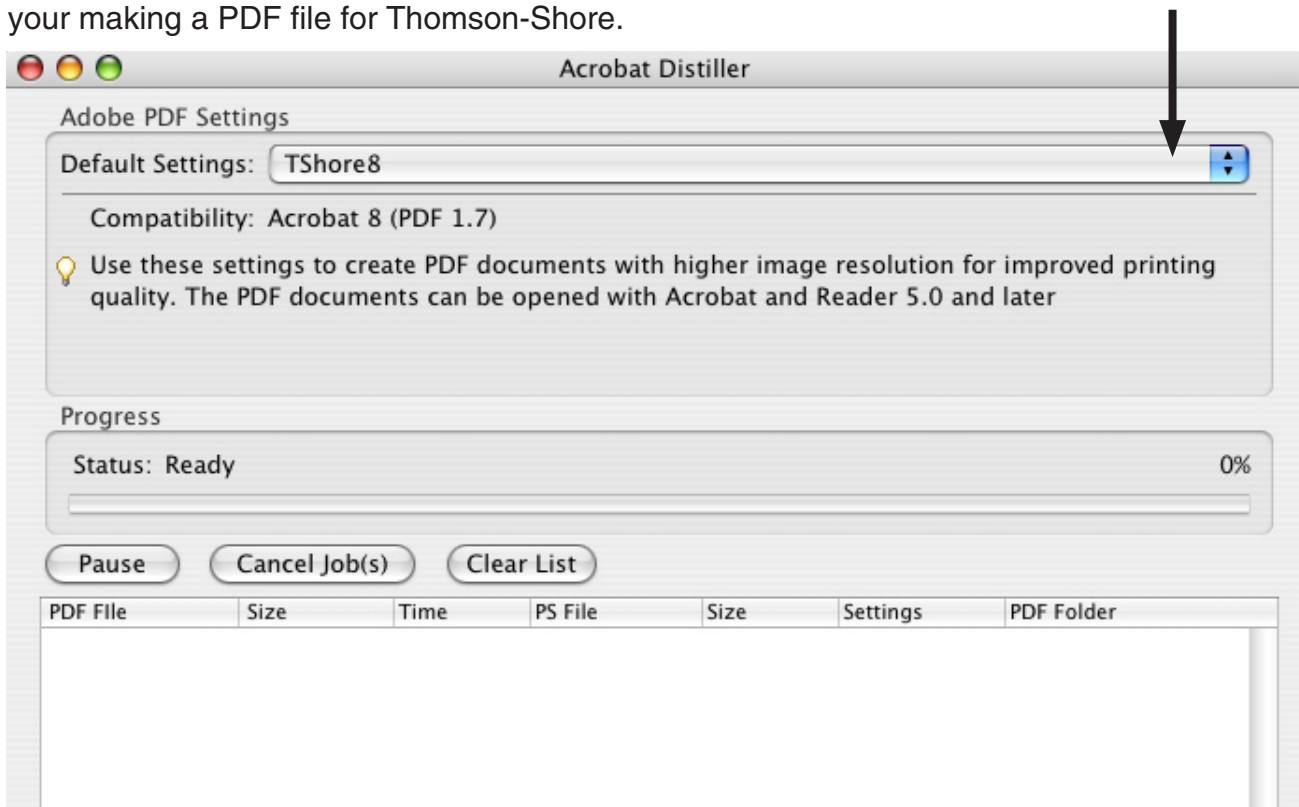 your making a PDF file for Thomson-Shore.
Acrobat Distiller
Adobe PDF Settings
Default Settings: TShore8
Compatibility: Acrobat 8 (PDF 1.7)
Use these settings to create PDF documents with higher image resolution for improved printing
quality. The PDF documents can be opened with Acrobat and Reader 5.0 and later
Progress
Status: Ready 0%
Pause Cancel Job(s) Clear List
PDF FIle Size Time PS File Size Settings PDF Folder